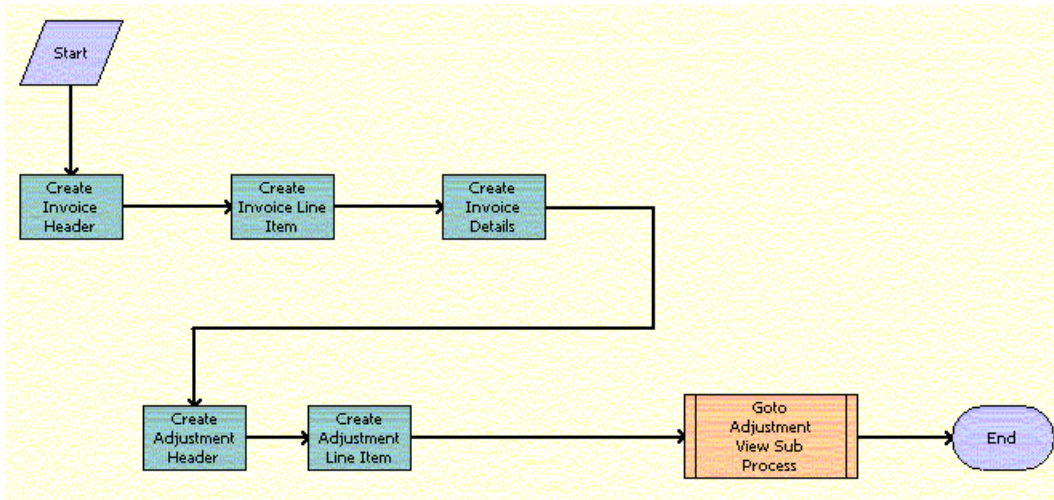 Start
Create
Invoice
Header
Create
Invoice Line
Item
Create
Invoice
Details
Create
Adjustment
Header
Create
Adjustment
Line Item
Goto
Adjustment
View Sub
Process
End